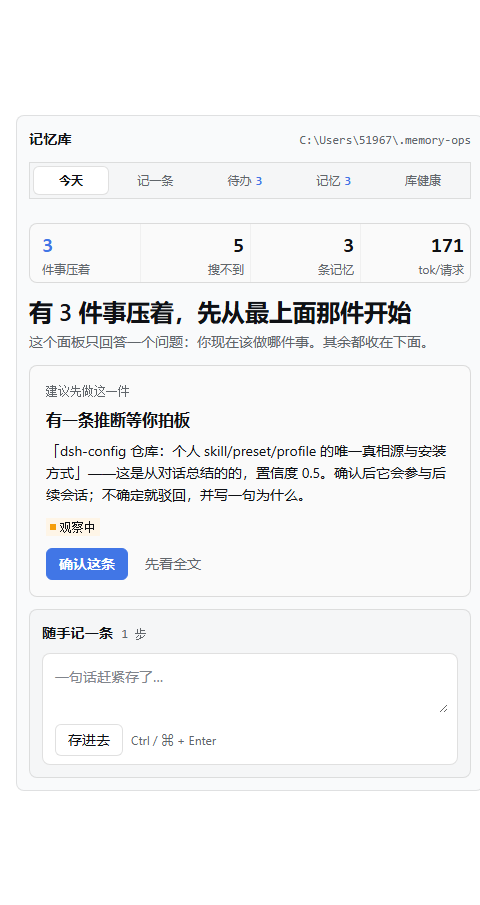 记忆库
C:\Users\51967\.memory-ops
今天 记一条 待办 3 记忆 3 库健康
3 5 3 171
件事压着 搜不到 条记忆 tok/请求
有 3 件事压着，先从最上面那件开始
这个面板只回答一个问题：你现在该做哪件事。其余都收在下面。
建议先做这一件
有一条推断等你拍板
「dsh-config 仓库：个人 skill/preset/profile 的唯一真相源与安装
方式」——这是从对话总结的的，置信度 0.5。确认后它会参与后
续会话；不确定就驳回，并写一句为什么。
观察中
确认这条 先看全文
随手记一条 1 步
一句话赶紧存了...
存进去 Ctrl / ⌘ + Enter